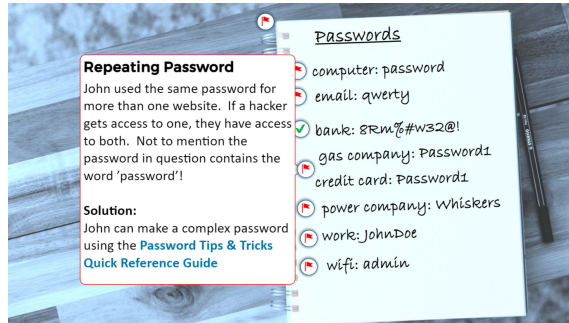 Passwords
Repeating Password
John used the same password for
more than one website.  If a hacker
gets access to one, they have access
to both.  Not to mention the
password in question contains the
word 'password'!
Solution:
John can make a complex password
using the Password Tips & Tricks
Quick Reference Guide
computer: password
email: qwerty
bank: 8Rm%#W32@!
gas company: Password1
credit card: Password1
power company: Whiskers
work: JohnDoe
wifi: admin